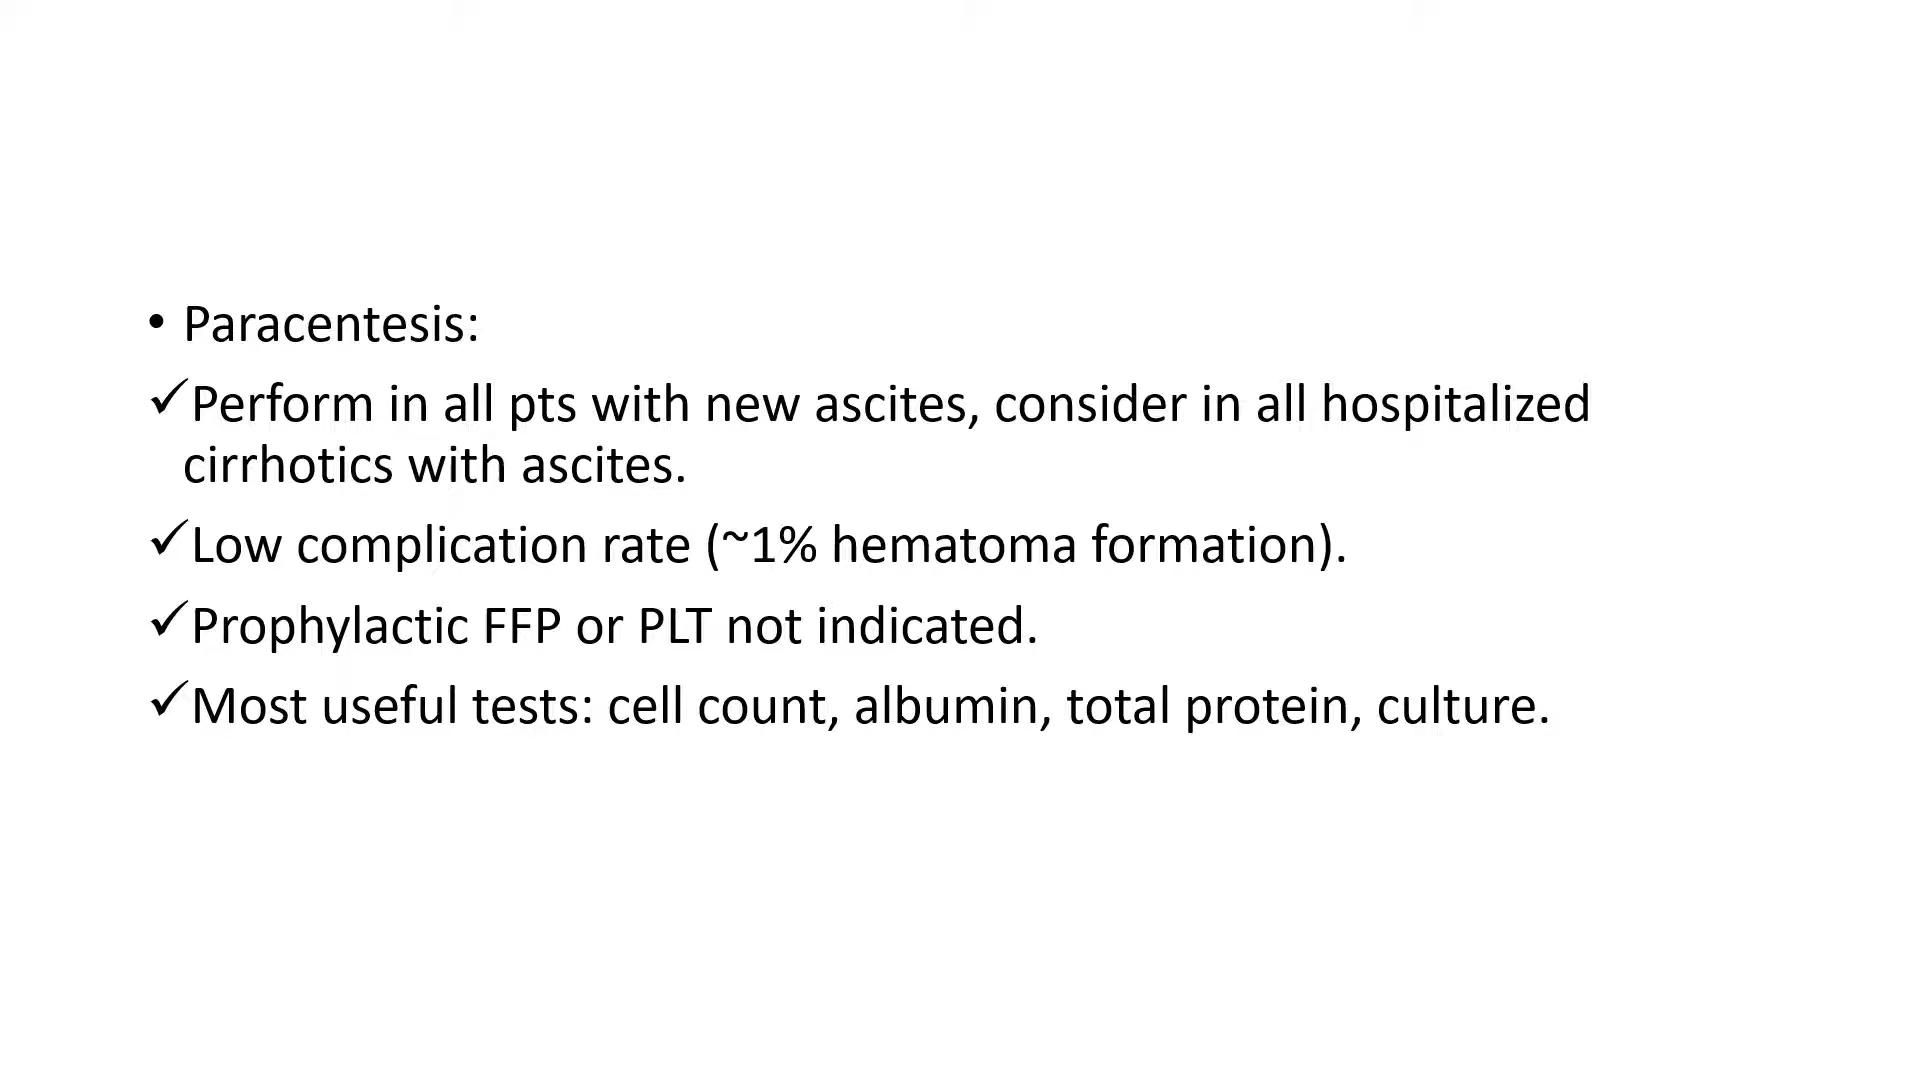 • Paracentesis:
✓Perform in all pts with new ascites, consider in all hospitalized
cirrhotics with ascites.
✓Low complication rate (~1% hematoma formation).
✓Prophylactic FFP or PLT not indicated.
✓Most useful tests: cell count, albumin, total protein, culture.